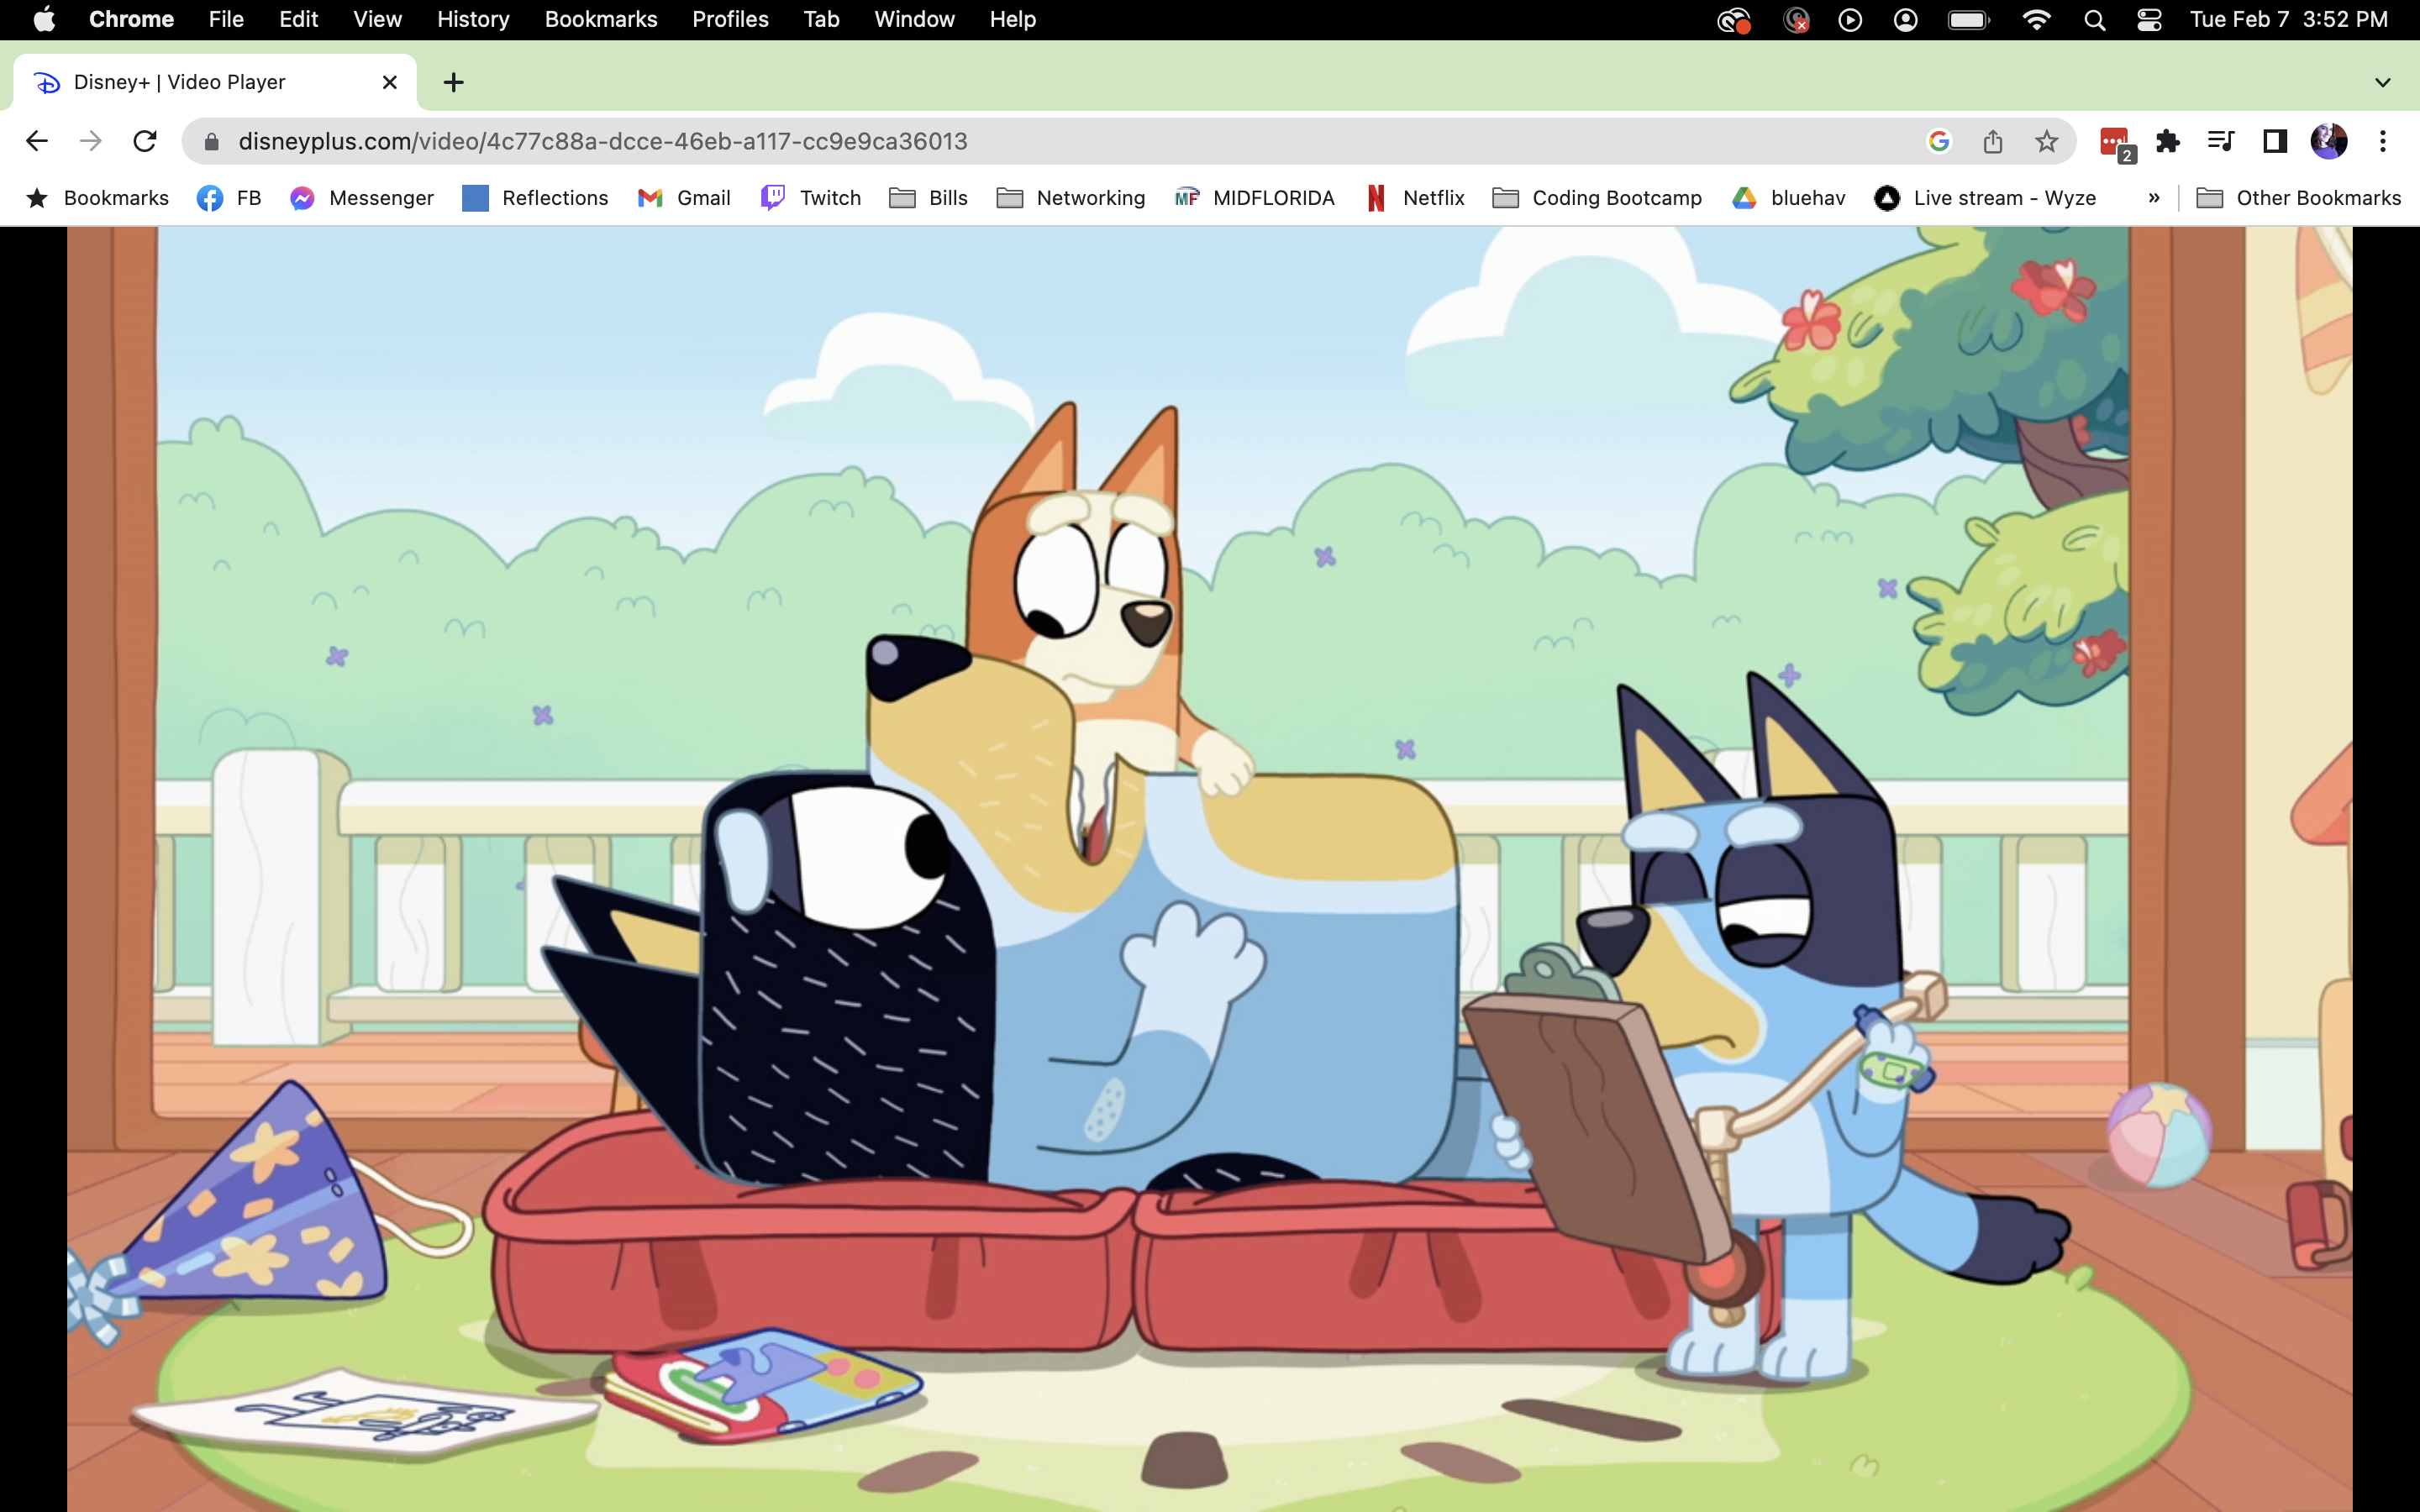 Chrome File Edit View History Bookmarks Profiles Tab Window Help Tue Feb 7 3:52 PM
Disney+ | Video Player
disneyplus.com/video/4c77c88a-dcce-46eb-a117-cc9e9ca36013 2
Bookmarks FB Messenger Reflections Gmail Twitch Bills Networking MF MIDFLORIDA Netflix Coding Bootcamp bluehav Live stream - Wyze » Other Bookmarks